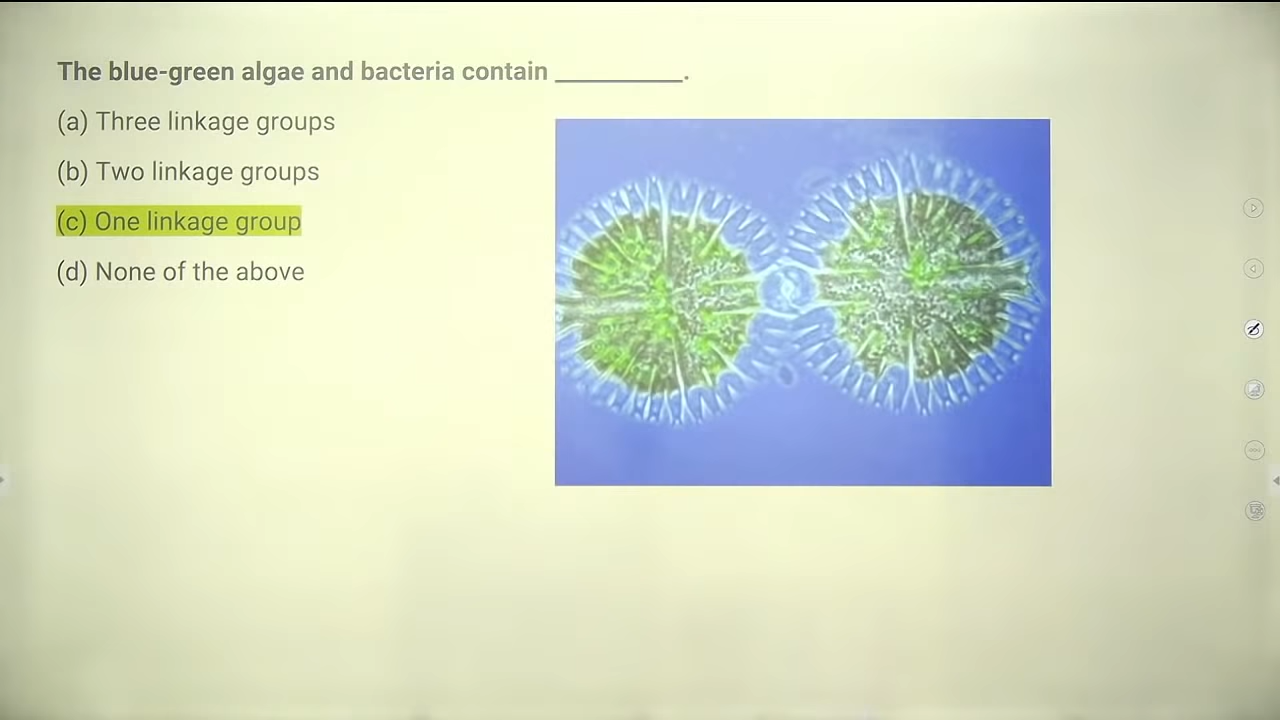 The blue-green algae and bacteria contain __________.
(a) Three linkage groups
(b) Two linkage groups
(c) One linkage group
(d) None of the above